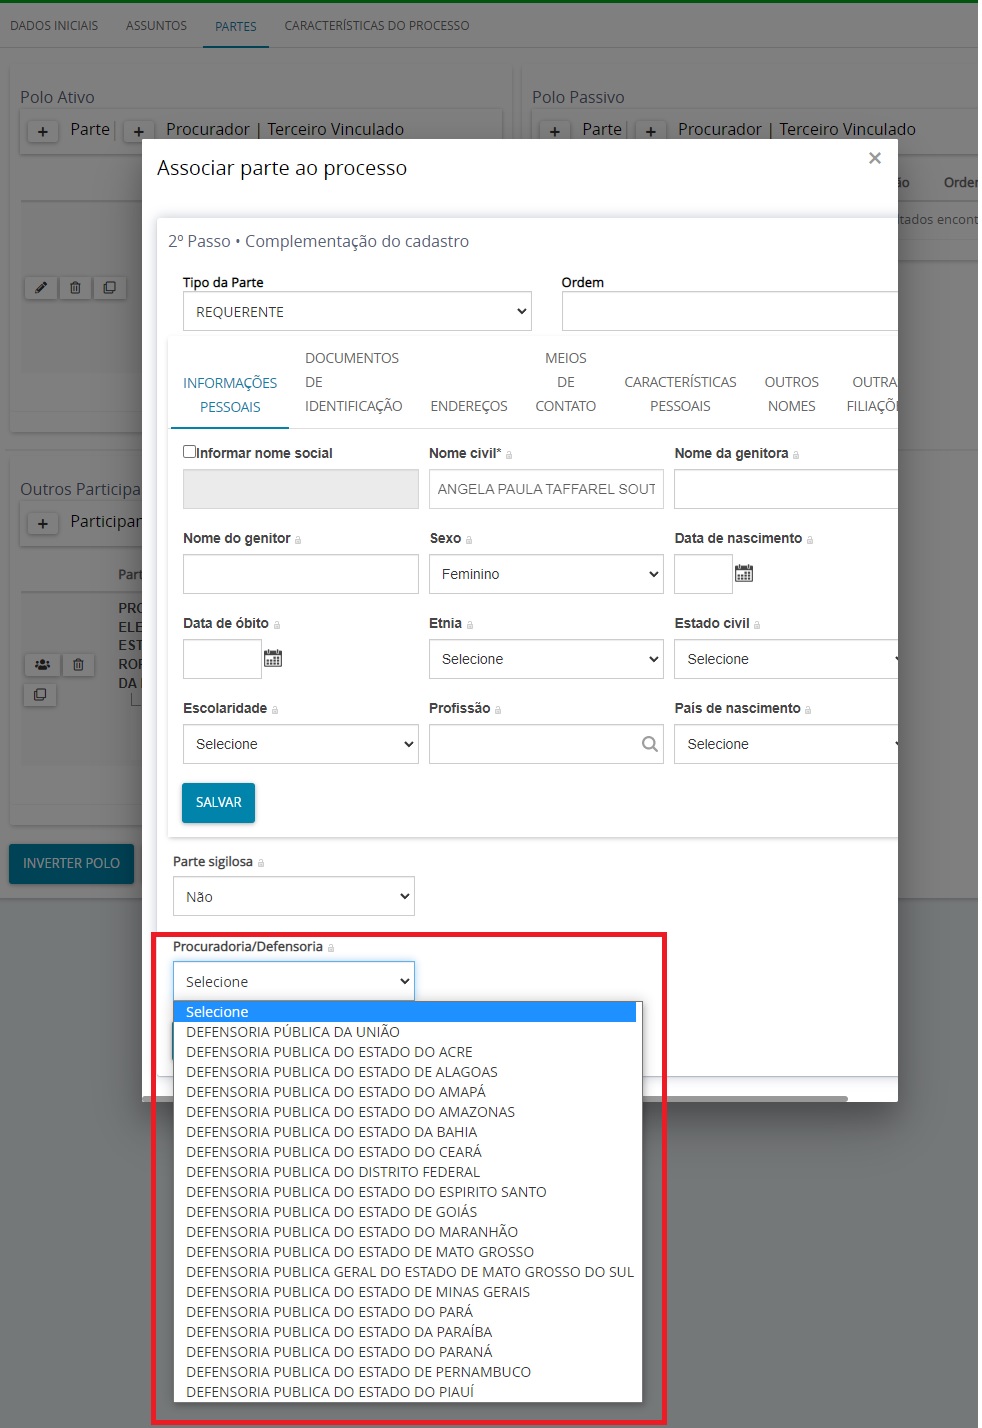 DADOS INICIAIS ASSUNTOS PARTES CARACTERÍSTICAS DO PROCESSO
Polo Ativo Polo Passivo
+ Parte | + Procurador | Terceiro Vinculado + Parte | + Procurador | Terceiro Vinculado
Associar parte ao processo ×
2º Passo • Complementação do cadastro
Tipo da Parte Ordem
REQUERENTE
INFORMAÇÕES PESSOAIS
DOCUMENTOS DE IDENTIFICAÇÃO
ENDEREÇOS
MEIOS DE CONTATO
CARACTERÍSTICAS PESSOAIS
OUTROS NOMES
OUTRA
FILIAÇÕ
Informar nome social Nome civil* Nome da genitora
ANGELA PAULA TAFFAREL SOUT
Nome do genitor Sexo Data de nascimento
Feminino
Data de óbito Etnia Estado civil
Selecione Selecione
Escolaridade Profissão País de nascimento
Selecione Selecione
SALVAR
Parte sigilosa
Não
Procuradoria/Defensoria
Selecione
Selecione
DEFENSORIA PÚBLICA DA UNIÃO
DEFENSORIA PUBLICA DO ESTADO DO ACRE
DEFENSORIA PUBLICA DO ESTADO DE ALAGOAS
DEFENSORIA PUBLICA DO ESTADO DO AMAPÁ
DEFENSORIA PUBLICA DO ESTADO DO AMAZONAS
DEFENSORIA PUBLICA DO ESTADO DA BAHIA
DEFENSORIA PUBLICA DO ESTADO DO CEARÁ
DEFENSORIA PUBLICA DO DISTRITO FEDERAL
DEFENSORIA PUBLICA DO ESTADO DO ESPIRITO SANTO
DEFENSORIA PUBLICA DO ESTADO DE GOIÁS
DEFENSORIA PUBLICA DO ESTADO DO MARANHÃO
DEFENSORIA PUBLICA DO ESTADO DE MATO GROSSO
DEFENSORIA PUBLICA GERAL DO ESTADO DE MATO GROSSO DO SUL
DEFENSORIA PUBLICA DO ESTADO DE MINAS GERAIS
DEFENSORIA PUBLICA DO ESTADO DO PARÁ
DEFENSORIA PUBLICA DO ESTADO DA PARAÍBA
DEFENSORIA PUBLICA DO ESTADO DO PARANÁ
DEFENSORIA PUBLICA DO ESTADO DE PERNAMBUCO
DEFENSORIA PUBLICA DO ESTADO DO PIAUÍ
ão Order
tados encont
Outros Participa
+ Participar
Part
PRO
ELE
EST
ROR
DA
INVERTER POLO